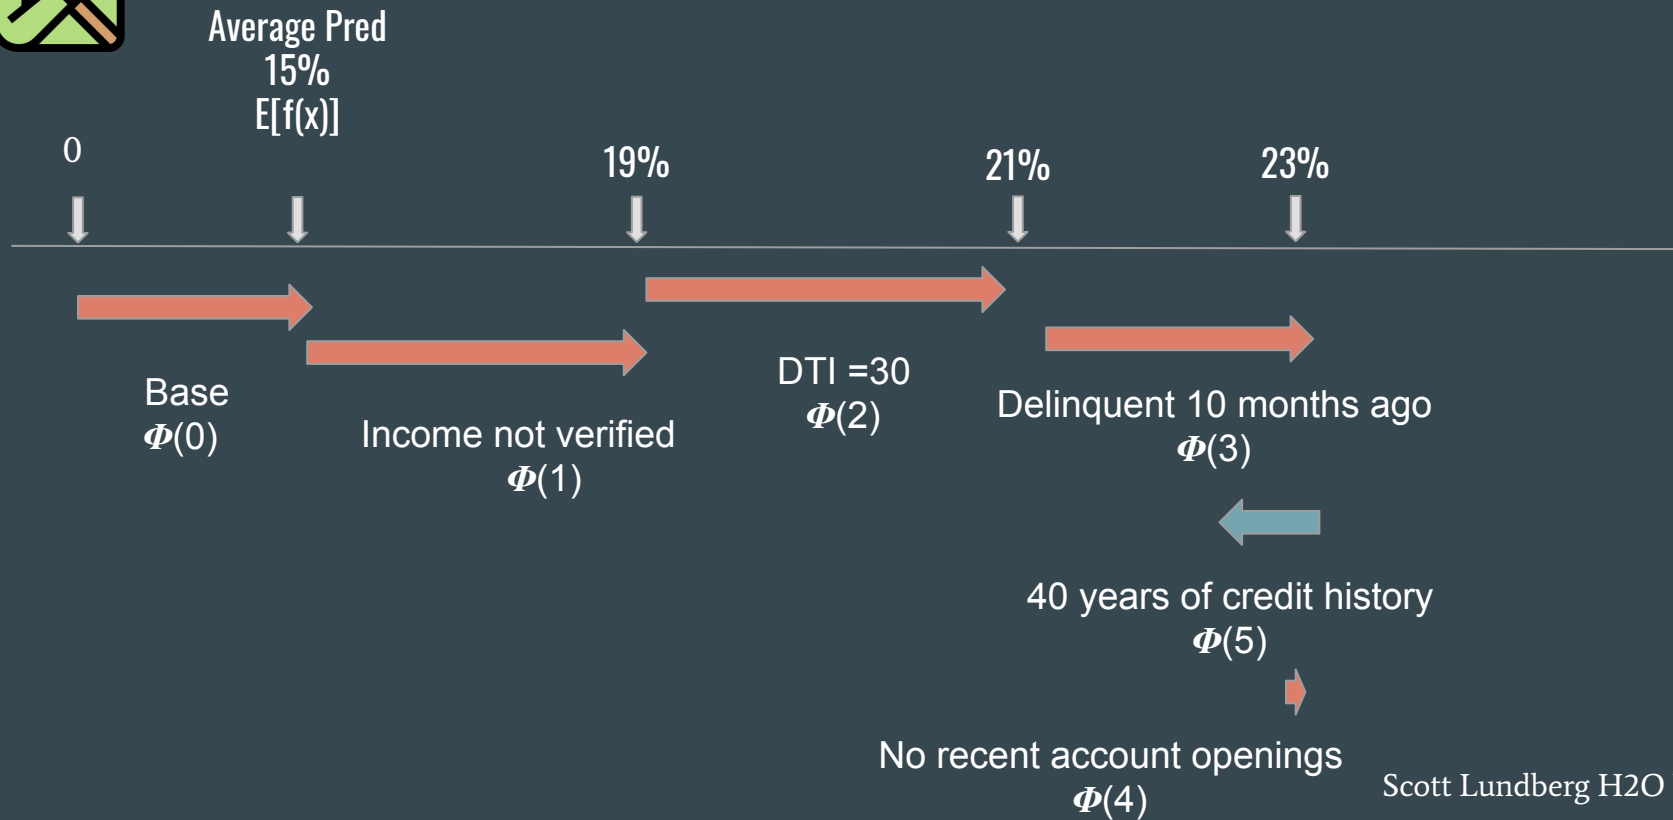 Average Pred
15%
E[f(x)]
0
19%
21%
23%
Base
𝜱(0)
Income not verified
𝜱(1)
DTI =30
𝜱(2)
Delinquent 10 months ago
𝜱(3)
40 years of credit history
𝜱(5)
No recent account openings
𝜱(4)
Scott Lundberg H2O